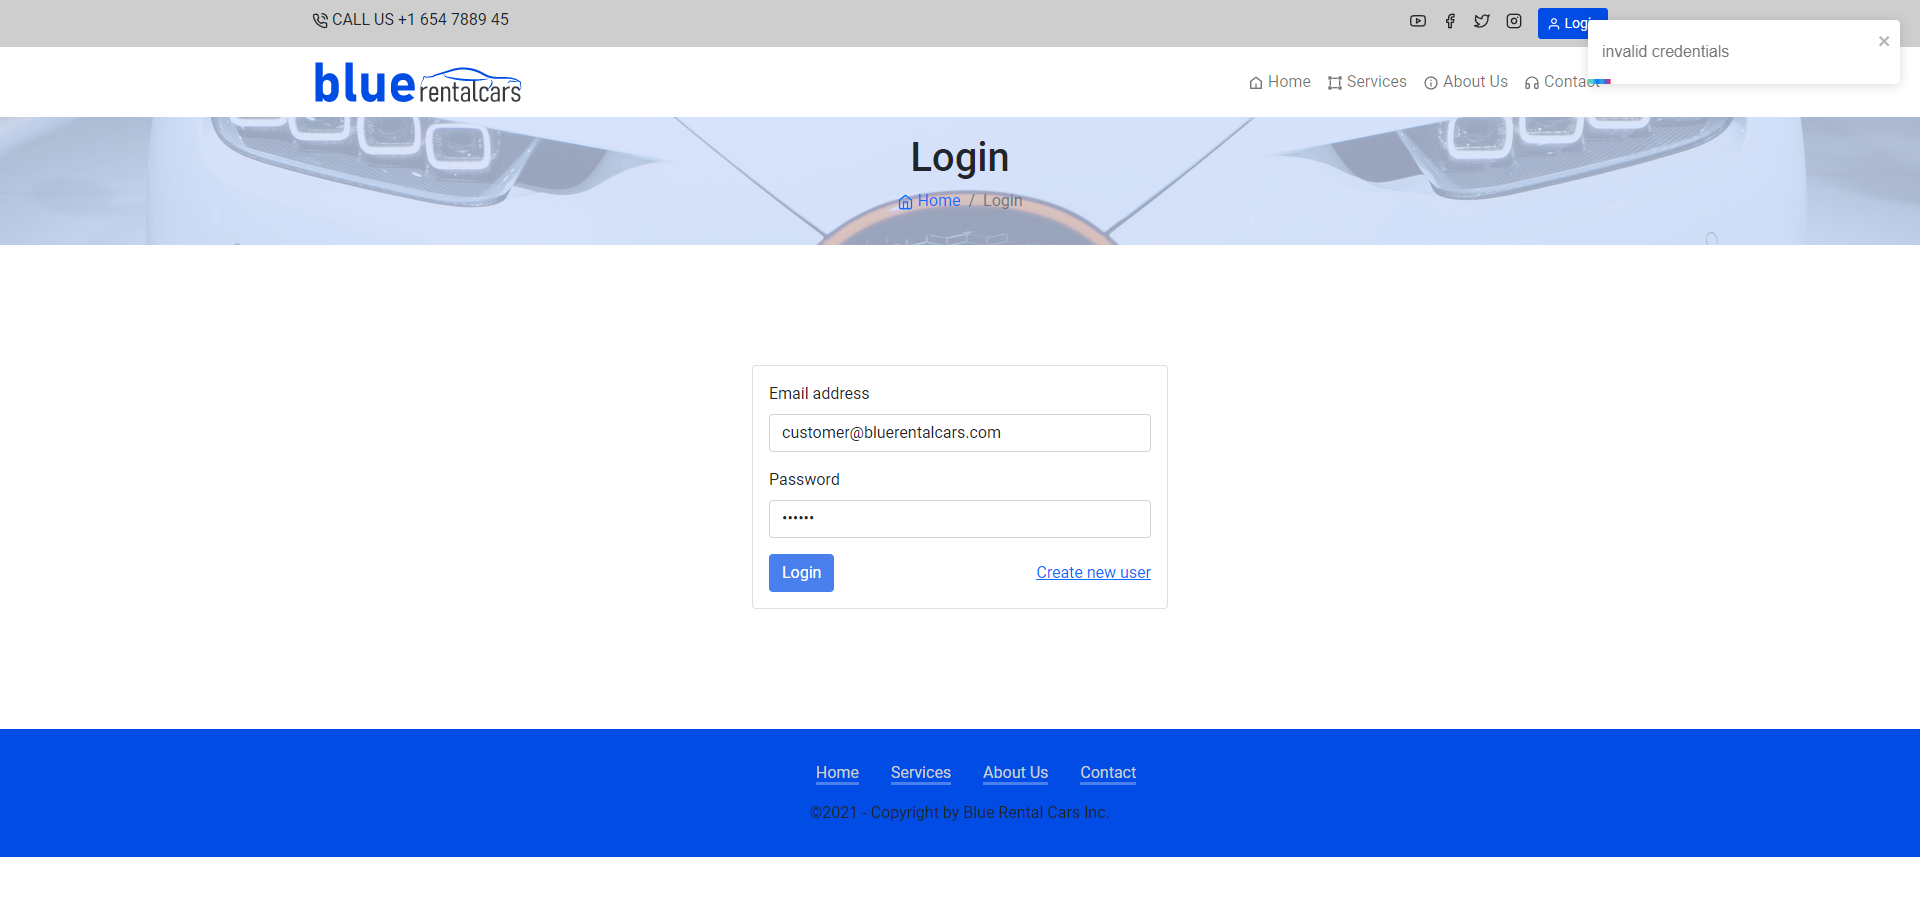 CALL US +1 654 7889 45
Login
invalid credentials
blue rentalcars
Home Services About Us Contact
Login
Home / Login
Email address
customer@bluerentalcars.com
Password
••••••
Login Create new user
Home Services About Us Contact
©2021 - Copyright by Blue Rental Cars Inc.